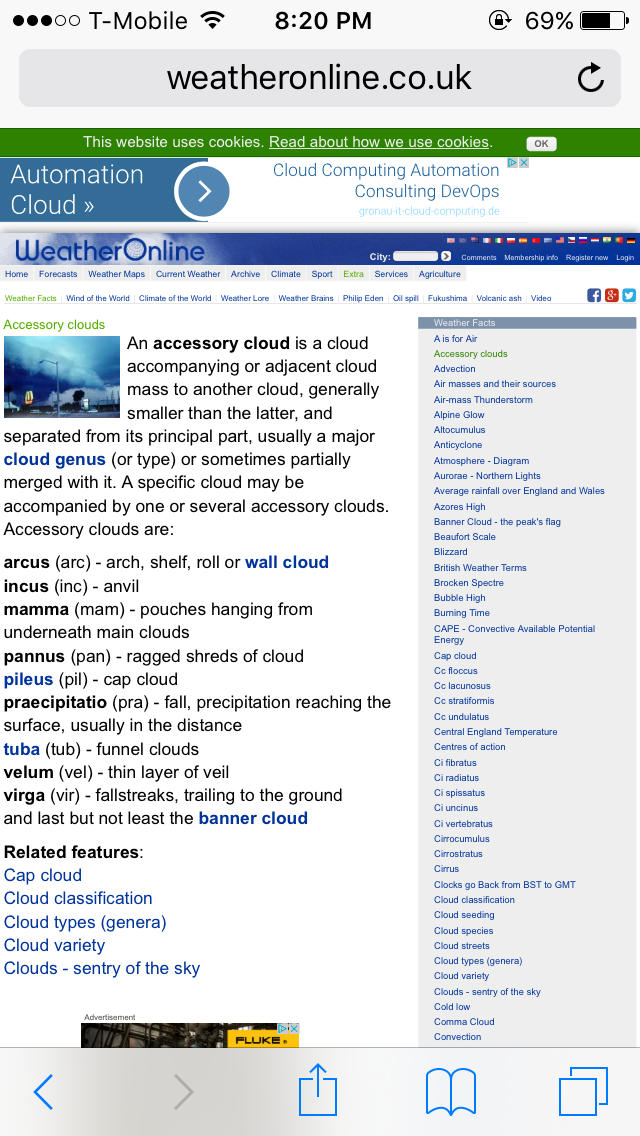 T-Mobile 8:20 PM 69%
weatheronline.co.uk
This website uses cookies. Read about how we use cookies. OK
Automation
Cloud »
Cloud Computing Automation
Consulting DevOps
gronau-it-cloud-computing.de
WeatherOnline
City: Comments Membership info Register new Login
Home Forecasts Weather Maps Current Weather Archive Climate Sport Extra Services Agriculture
Weather Facts Wind of the World Climate of the World Weather Lore Weather Brains Philip Eden Oil spill Fukushima Volcanic ash Video
Accessory clouds
An accessory cloud is a cloud
accompanying or adjacent cloud
mass to another cloud, generally
smaller than the latter, and
separated from its principal part, usually a major
cloud genus (or type) or sometimes partially
merged with it. A specific cloud may be
accompanied by one or several accessory clouds.
Accessory clouds are:
arcus (arc) - arch, shelf, roll or wall cloud
incus (inc) - anvil
mamma (mam) - pouches hanging from
underneath main clouds
pannus (pan) - ragged shreds of cloud
pileus (pil) - cap cloud
praecipitatio (pra) - fall, precipitation reaching the
surface, usually in the distance
tuba (tub) - funnel clouds
velum (vel) - thin layer of veil
virga (vir) - fallstreaks, trailing to the ground
and last but not least the banner cloud
Related features:
Cap cloud
Cloud classification
Cloud types (genera)
Cloud variety
Clouds - sentry of the sky
Advertisement
FLUKE
Weather Facts
A is for Air
Accessory clouds
Advection
Air masses and their sources
Air-mass Thunderstorm
Alpine Glow
Altocumulus
Anticyclone
Atmosphere - Diagram
Aurorae - Northern Lights
Average rainfall over England and Wales
Azores High
Banner Cloud - the peak's flag
Beaufort Scale
Blizzard
British Weather Terms
Brocken Spectre
Bubble High
Burning Time
CAPE - Convective Available Potential
Energy
Cap cloud
Cc floccus
Cc lacunosus
Cc stratiformis
Cc undulatus
Central England Temperature
Centres of action
Ci fibratus
Ci radiatus
Ci spissatus
Ci uncinus
Ci vertebratus
Cirrocumulus
Cirrostratus
Cirrus
Clocks go Back from BST to GMT
Cloud classification
Cloud seeding
Cloud species
Cloud streets
Cloud types (genera)
Cloud variety
Clouds - sentry of the sky
Cold low
Comma Cloud
Convection